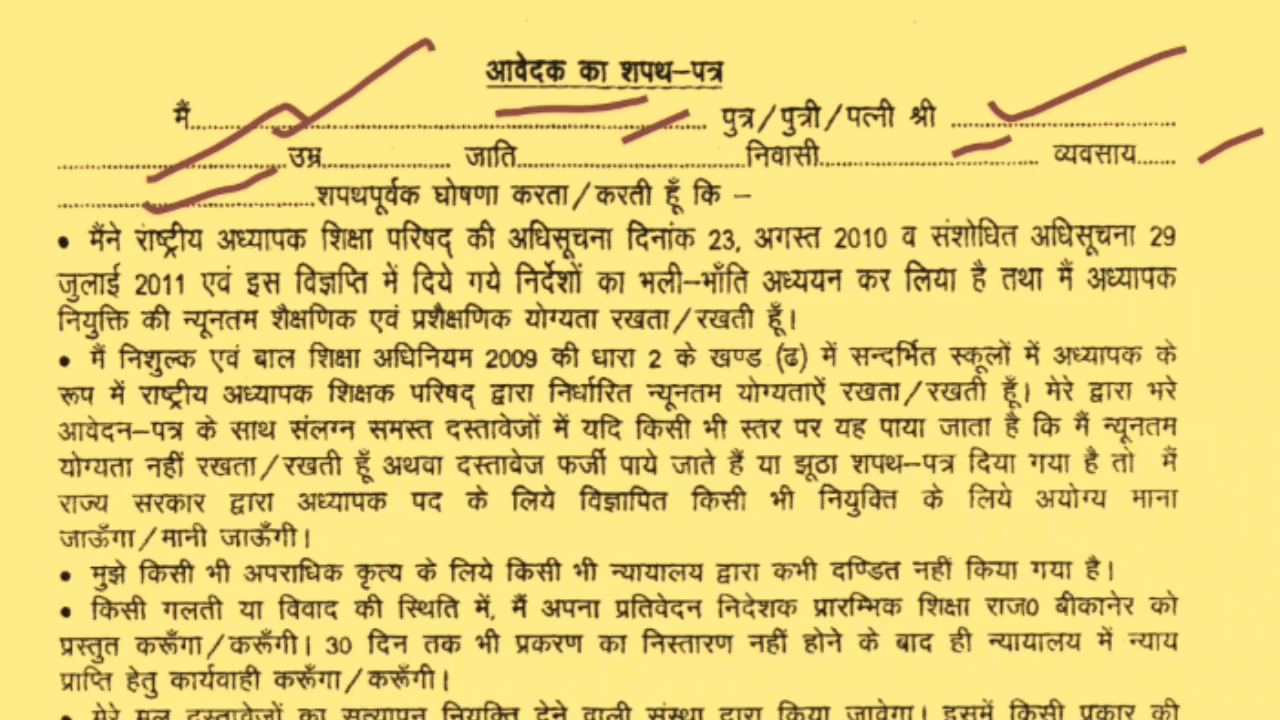 आवेदक का शपथ–पत्र
मैं........................................ पुत्र/पुत्री/पत्नी श्री ........................
........................उम्र............... जाति........................निवासी........................ व्यवसाय......
........................शपथपूर्वक घोषणा करता/करती हूँ कि –
• मैंने राष्ट्रीय अध्यापक शिक्षा परिषद् की अधिसूचना दिनांक 23, अगस्त 2010 व संशोधित अधिसूचना 29
जुलाई 2011 एवं इस विज्ञप्ति में दिये गये निर्देशों का भली–भाँति अध्ययन कर लिया है तथा मैं अध्यापक
नियुक्ति की न्यूनतम शैक्षणिक एवं प्रशैक्षणिक योग्यता रखता/रखती हूँ।
• मैं निशुल्क एवं बाल शिक्षा अधिनियम 2009 की धारा 2 के खण्ड (ढ) में सन्दर्भित स्कूलों में अध्यापक के
रूप में राष्ट्रीय अध्यापक शिक्षक परिषद् द्वारा निर्धारित न्यूनतम योग्यताऐं रखता/रखती हूँ। मेरे द्वारा भरे
आवेदन–पत्र के साथ संलग्न समस्त दस्तावेजों में यदि किसी भी स्तर पर यह पाया जाता है कि मैं न्यूनतम
योग्यता नहीं रखता/रखती हूँ अथवा दस्तावेज फर्जी पाये जाते हैं या झूठा शपथ–पत्र दिया गया है तो मैं
राज्य सरकार द्वारा अध्यापक पद के लिये विज्ञापित किसी भी नियुक्ति के लिये अयोग्य माना
जाऊँगा/मानी जाऊँगी।
• मुझे किसी भी अपराधिक कृत्य के लिये किसी भी न्यायालय द्वारा कभी दण्डित नहीं किया गया है।
• किसी गलती या विवाद की स्थिति में, मैं अपना प्रतिवेदन निदेशक प्रारम्भिक शिक्षा राज0 बीकानेर को
प्रस्तुत करूँगा/करूँगी। 30 दिन तक भी प्रकरण का निस्तारण नहीं होने के बाद ही न्यायालय में न्याय
प्राप्ति हेतु कार्यवाही करूँगा/करूँगी।
• मेरे मूल दस्तावेजों का सत्यापन नियुक्ति देने वाली संस्था द्वारा किया जावेगा। इसमें किसी प्रकार की